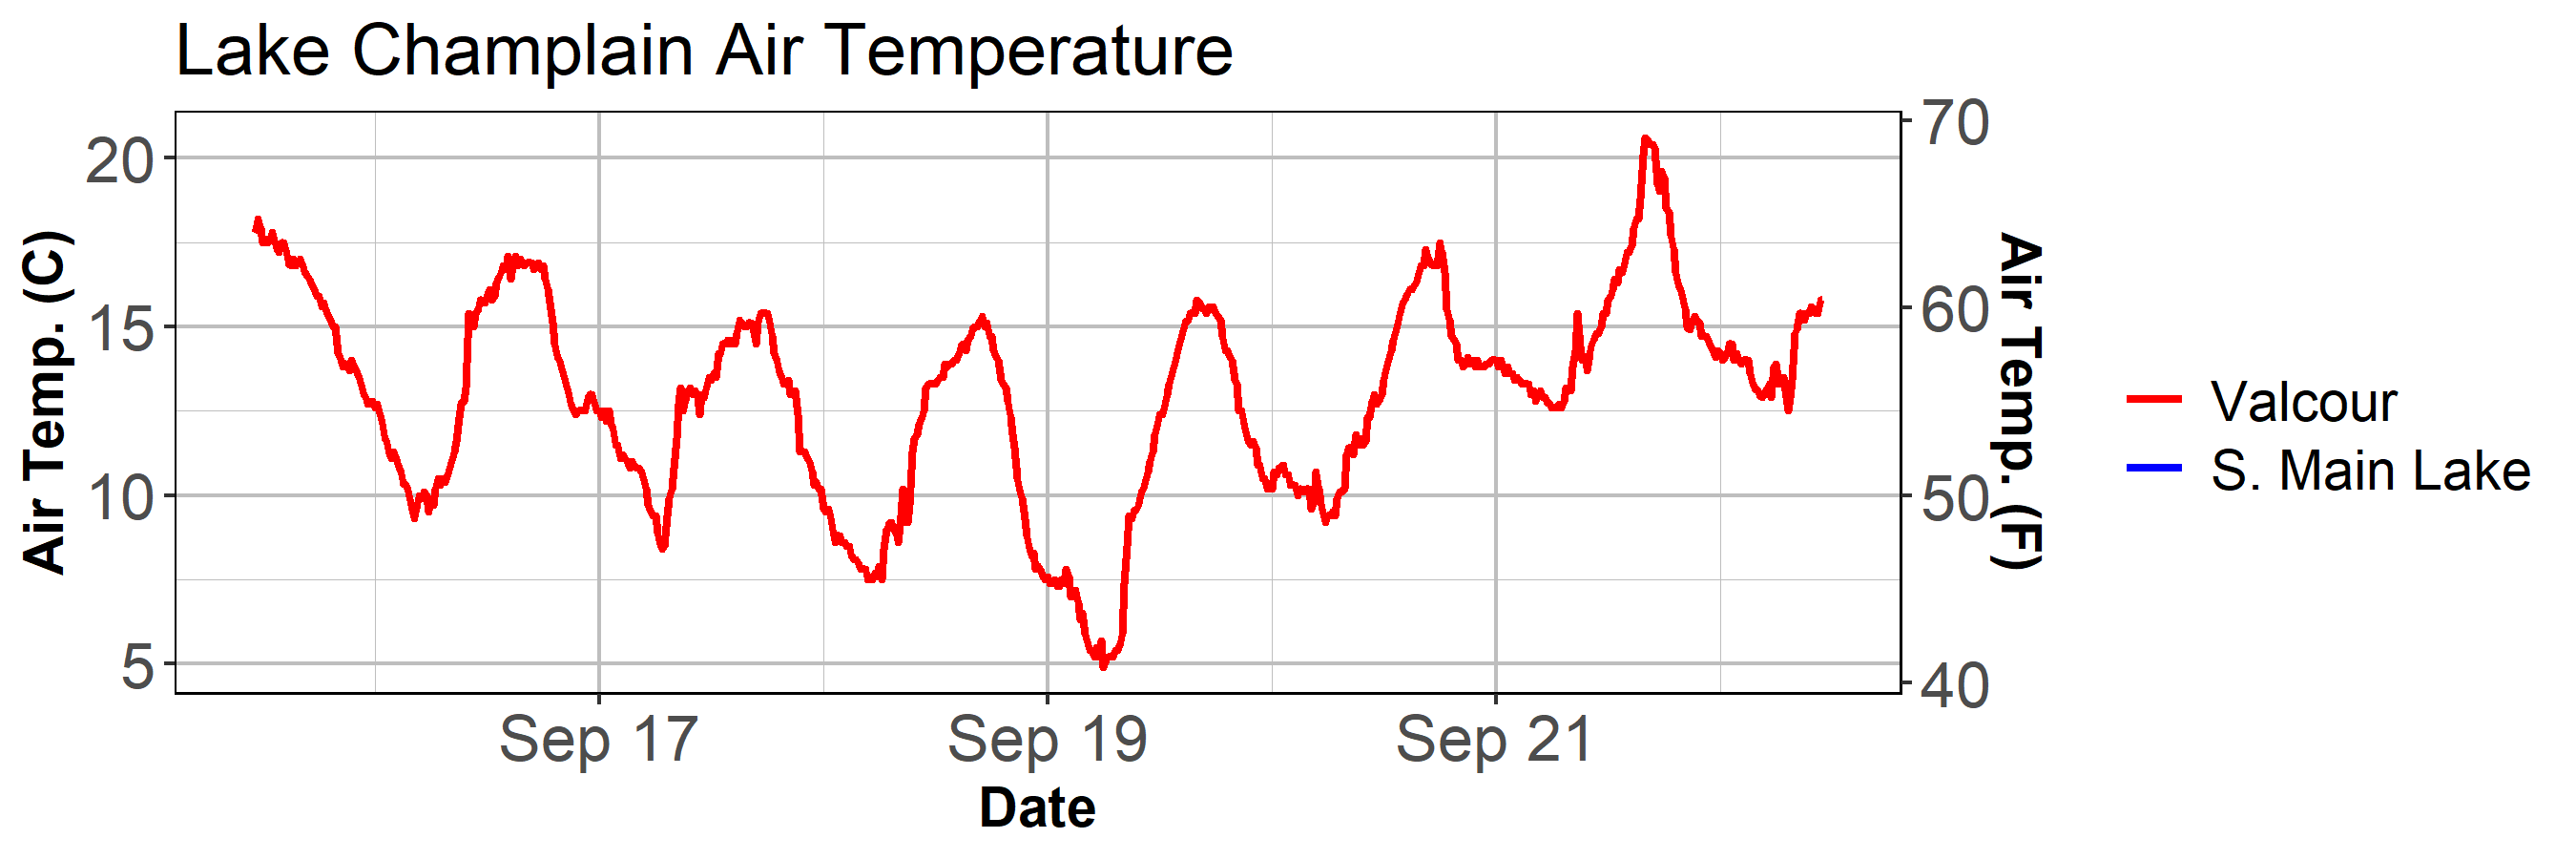 Lake Champlain Air Temperature
Air Temp. (C)
20
15
10
5
70
60
50
40
Air Temp. (F)
Sep 17
Sep 19
Sep 21
Date
Valcour
S. Main Lake